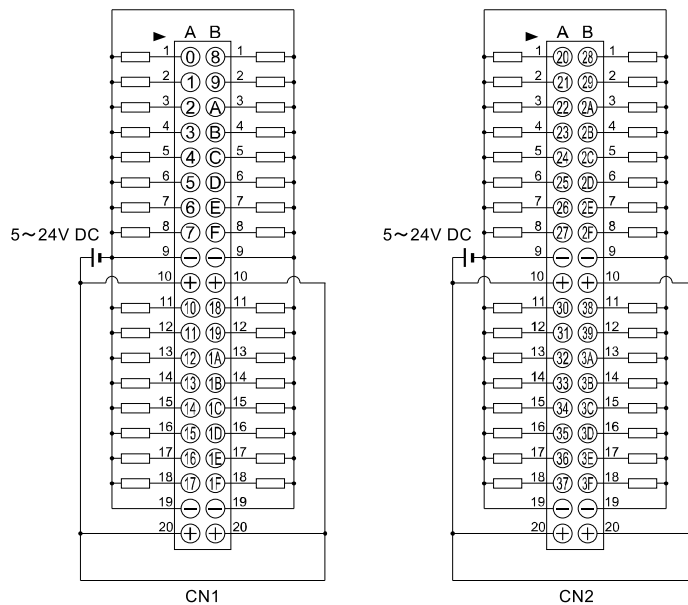 A B A B
1 0 8 1 1 20 28 1
2 1 9 2 2 21 29 2
3 2 A 3 3 22 2A 3
4 3 B 4 4 23 2B 4
5 4 C 5 5 24 2C 5
6 5 D 6 6 25 2D 6
7 6 E 7 7 26 2E 7
8 7 F 8 8 27 2F 8
5～24V DC 5～24V DC
9 − − 9 9 − − 9
10 + + 10 10 + + 10
11 10 18 11 11 30 38 11
12 11 19 12 12 31 39 12
13 12 1A 13 13 32 3A 13
14 13 1B 14 14 33 3B 14
15 14 1C 15 15 34 3C 15
16 15 1D 16 16 35 3D 16
17 16 1E 17 17 36 3E 17
18 17 1F 18 18 37 3F 18
19 − − 19 19 − − 19
20 + + 20 20 + + 20
CN1 CN2